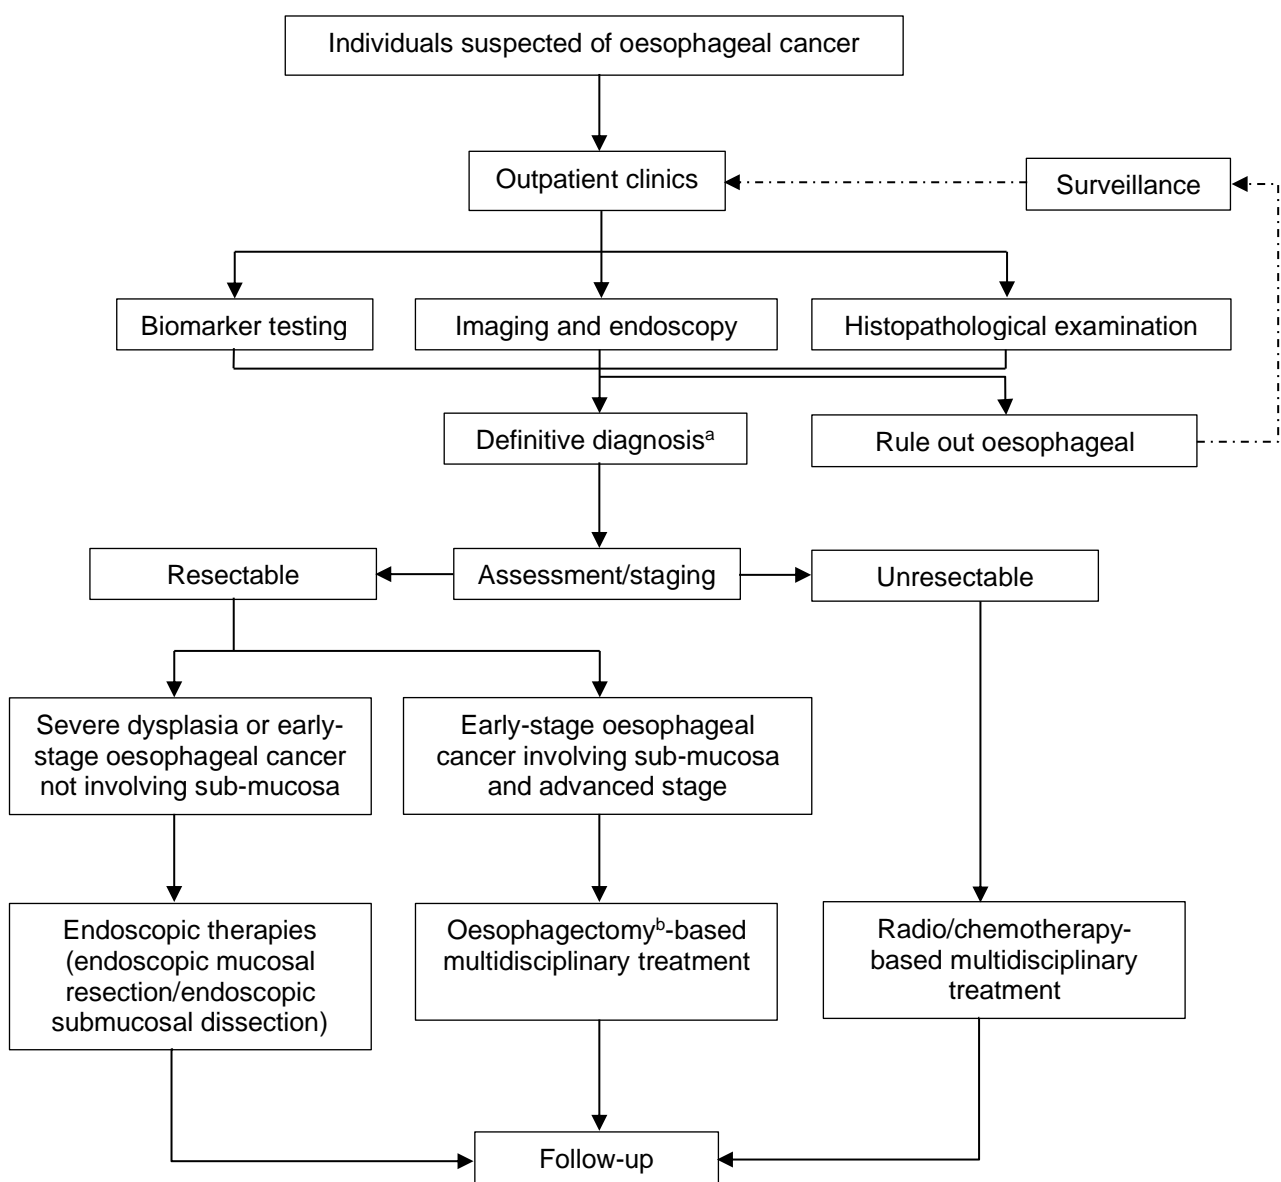 Individuals suspected of oesophageal cancer
Outpatient clinics
Surveillance
Biomarker testing
Imaging and endoscopy
Histopathological examination
Definitive diagnosisᵃ
Rule out oesophageal
Resectable
Assessment/staging
Unresectable
Severe dysplasia or early-
stage oesophageal cancer
not involving sub-mucosa
Early-stage oesophageal
cancer involving sub-mucosa
and advanced stage
Endoscopic therapies
(endoscopic mucosal
resection/endoscopic
submucosal dissection)
Oesophagectomyᵇ-based
multidisciplinary treatment
Radio/chemotherapy-
based multidisciplinary
treatment
Follow-up